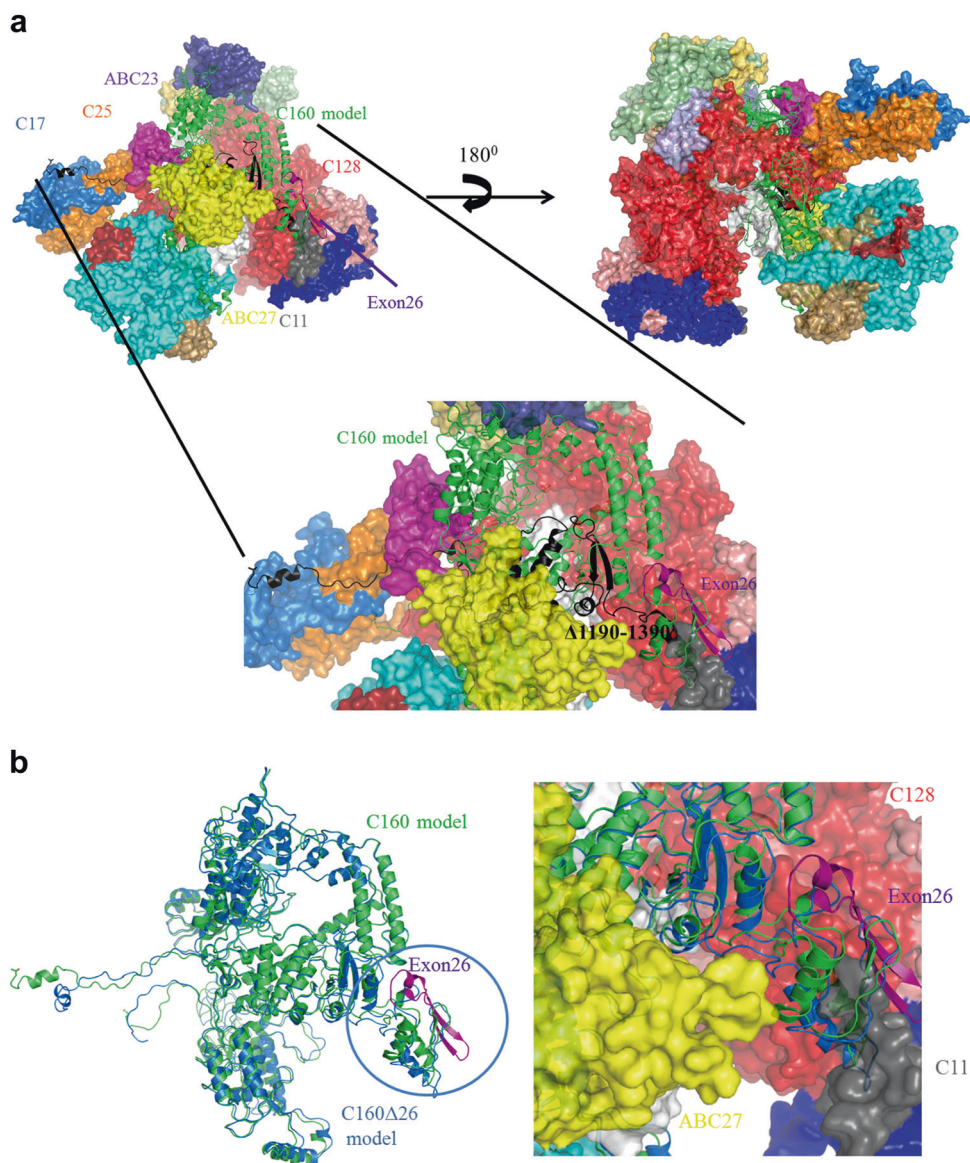 a
ABC23
C160 model
C25
C17
C128
180⁰
Exon26
ABC27
C11
C160 model
Exon26
Δ1190-1390
b
C160 model
C128
Exon26
Exon26
C11
C160Δ26
model
ABC27